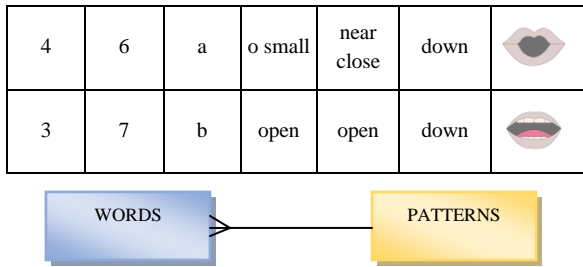 4 6 a o small near close down
3 7 b open open down
WORDS PATTERNS